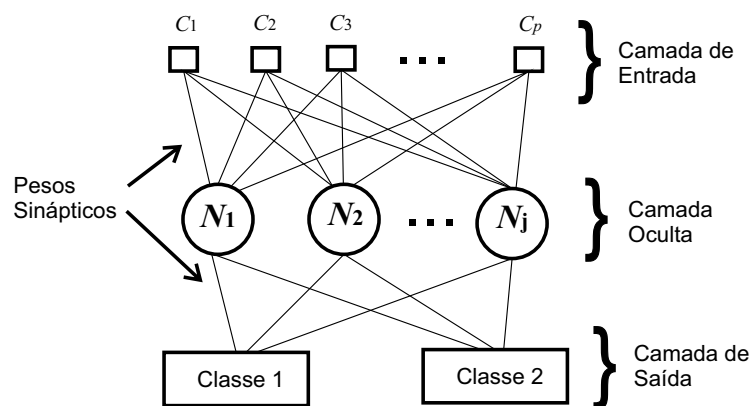 C1 C2 C3 Cp
Camada de
Entrada
Pesos
Sinápticos
N1 N2 Nj
Camada
Oculta
Classe 1 Classe 2
Camada de
Saída